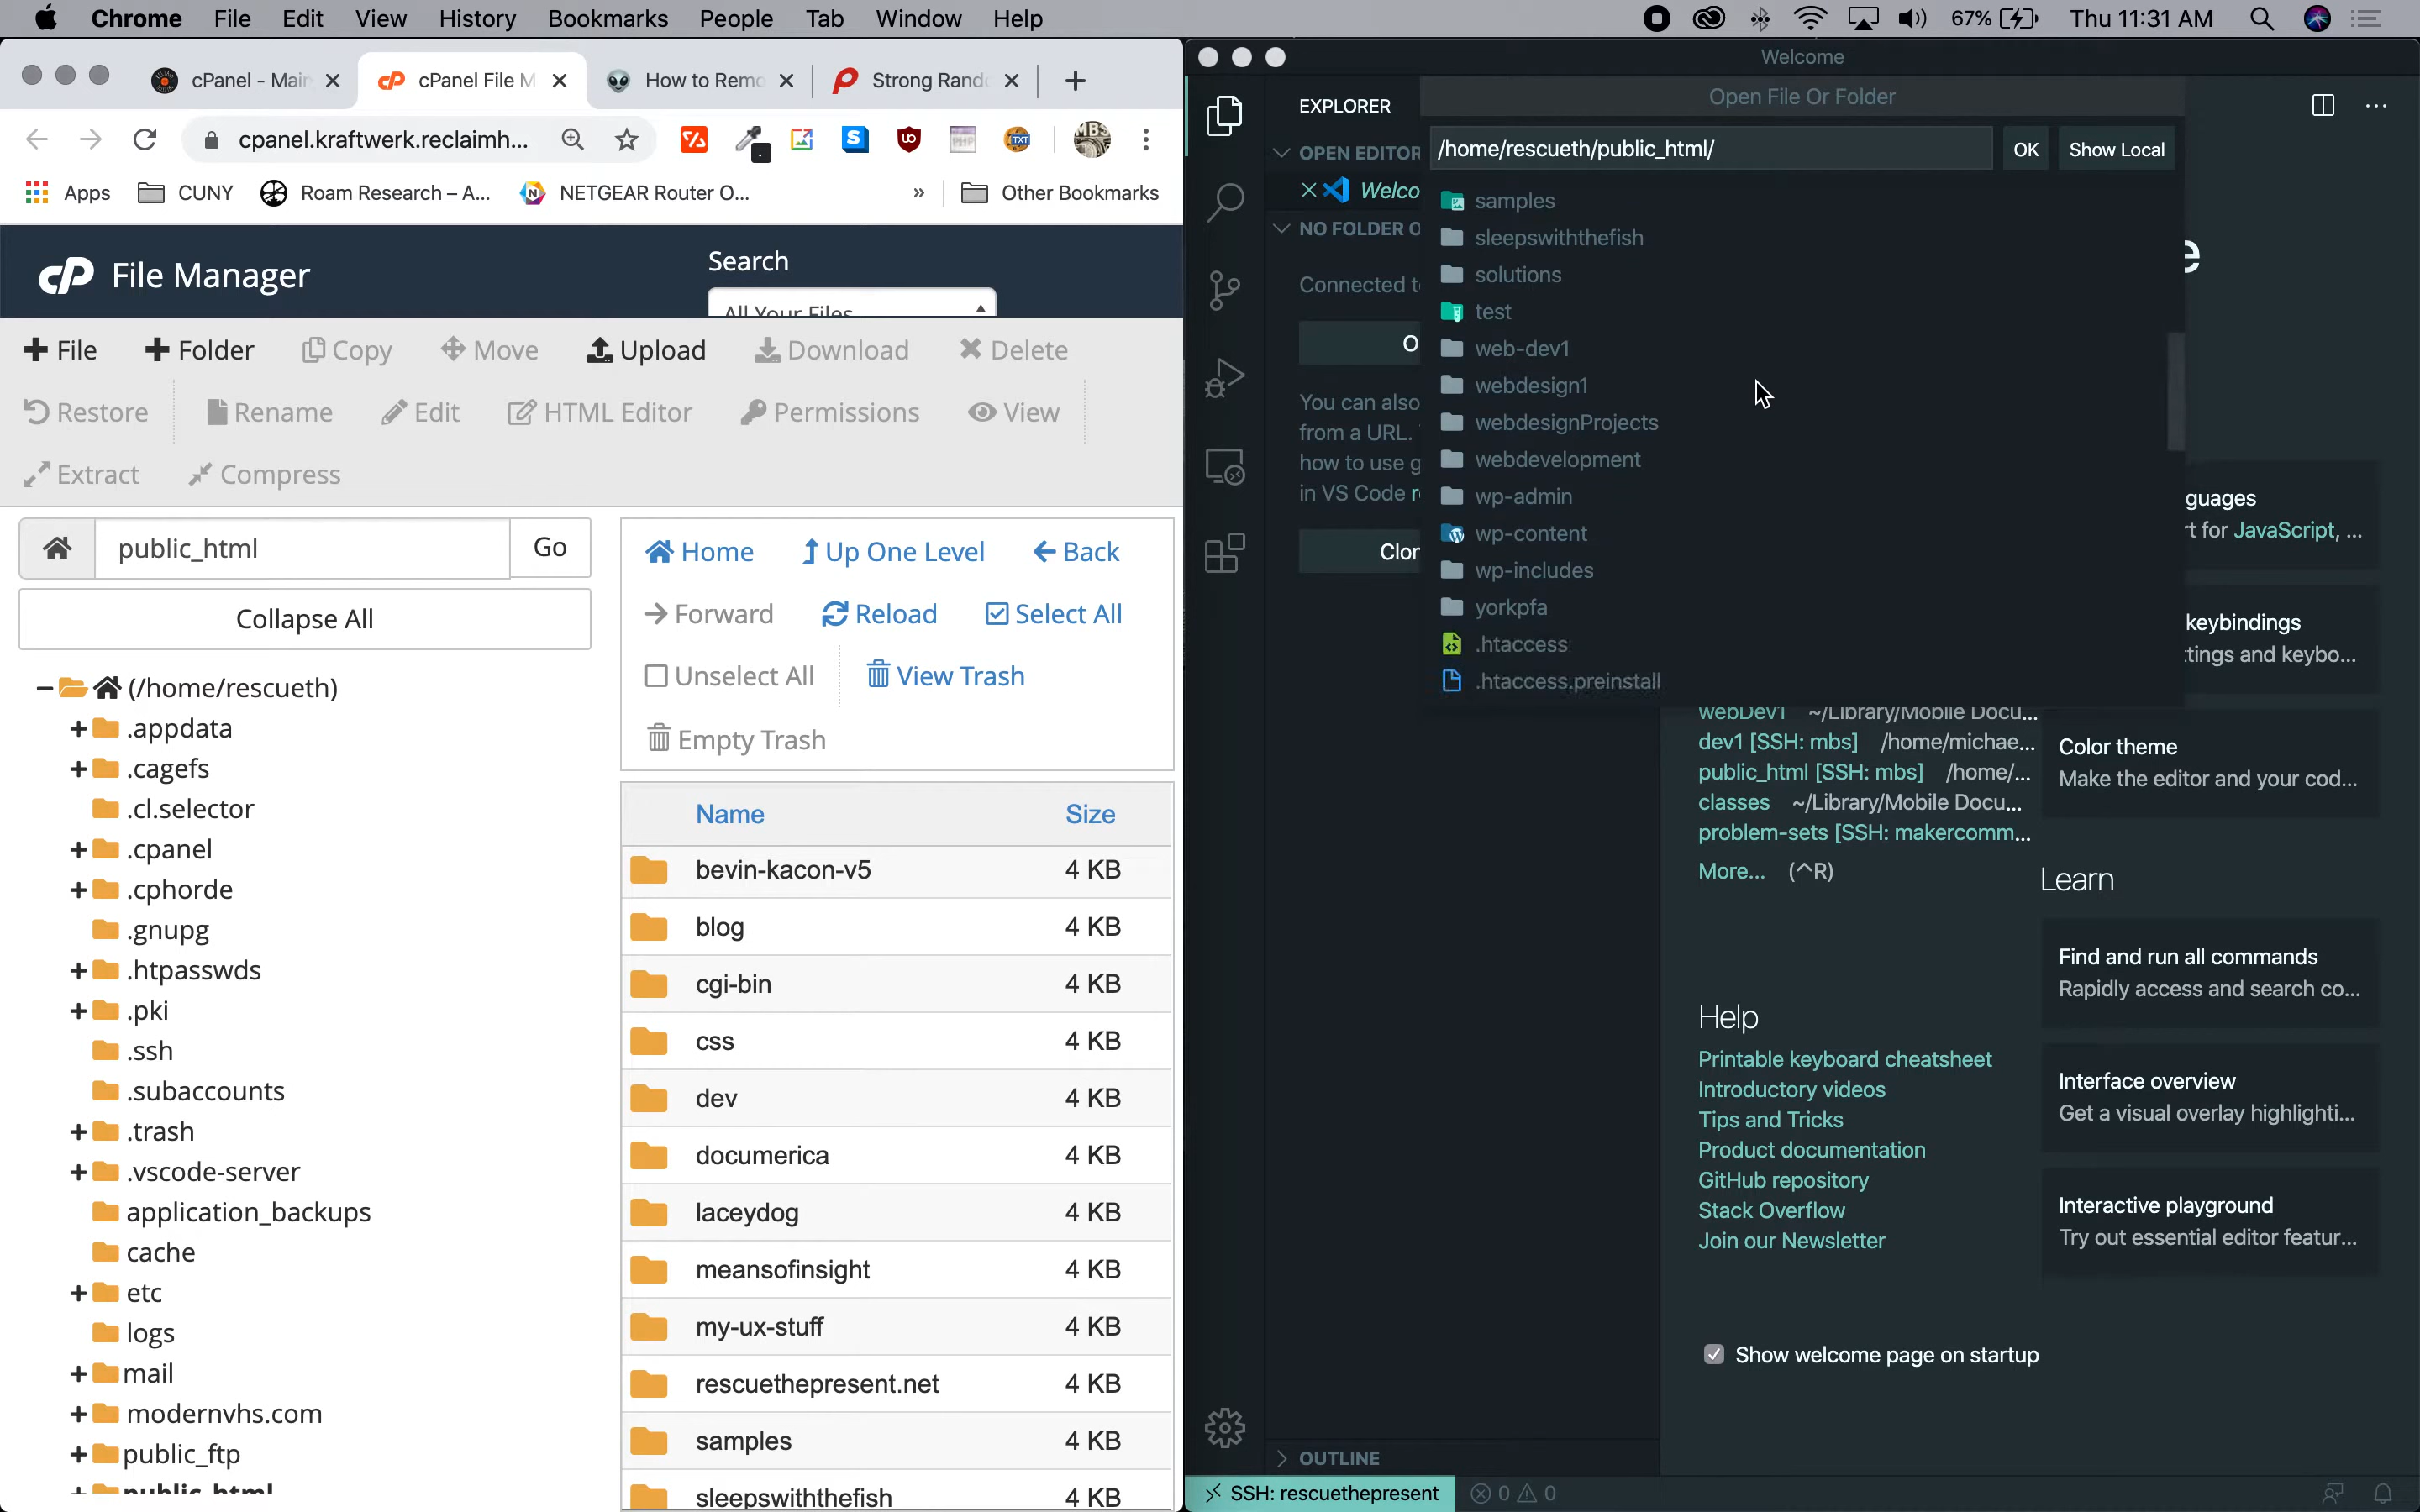 Chrome File Edit View History Bookmarks People Tab Window Help
67% Thu 11:31 AM
cPanel - Main
cPanel File M
How to Remo
Strong Rando
cpanel.kraftwerk.reclaimh...
Apps CUNY Roam Research – A... NETGEAR Router O... » Other Bookmarks
File Manager
Search
All Your Files
File Folder Copy Move Upload Download Delete
Restore Rename Edit HTML Editor Permissions View
Extract Compress
public_html Go
Collapse All
(/home/rescueth)
.appdata
.cagefs
.cl.selector
.cpanel
.cphorde
.gnupg
.htpasswds
.pki
.ssh
.subaccounts
.trash
.vscode-server
application_backups
cache
etc
logs
mail
modernvhs.com
public_ftp
public_html
Home Up One Level Back
Forward Reload Select All
Unselect All View Trash
Empty Trash
Name Size
bevin-kacon-v5 4 KB
blog 4 KB
cgi-bin 4 KB
css 4 KB
dev 4 KB
documerica 4 KB
laceydog 4 KB
meansofinsight 4 KB
my-ux-stuff 4 KB
rescuethepresent.net 4 KB
samples 4 KB
sleepswiththefish 4 KB
Welcome
EXPLORER
OPEN EDITOR
Welco
NO FOLDER O
Connected t
O
You can also
from a URL.
how to use g
in VS Code r
Clor
Open File Or Folder
/home/rescueth/public_html/ OK Show Local
samples
sleepswiththefish
solutions
test
web-dev1
webdesign1
webdesignProjects
webdevelopment
wp-admin
wp-content
wp-includes
yorkpfa
.htaccess
.htaccess.preinstall
e
guages
t for JavaScript, ...
keybindings
tings and keybo...
webDev1 ~/Library/Mobile Docu...
dev1 [SSH: mbs] /home/michae...
public_html [SSH: mbs] /home/...
classes ~/Library/Mobile Docu...
problem-sets [SSH: makercomm...
More... (^R)
Color theme
Make the editor and your cod...
Learn
Find and run all commands
Rapidly access and search co...
Interface overview
Get a visual overlay highlighti...
Interactive playground
Try out essential editor featur...
Help
Printable keyboard cheatsheet
Introductory videos
Tips and Tricks
Product documentation
GitHub repository
Stack Overflow
Join our Newsletter
Show welcome page on startup
OUTLINE
SSH: rescuethepresent 0 0